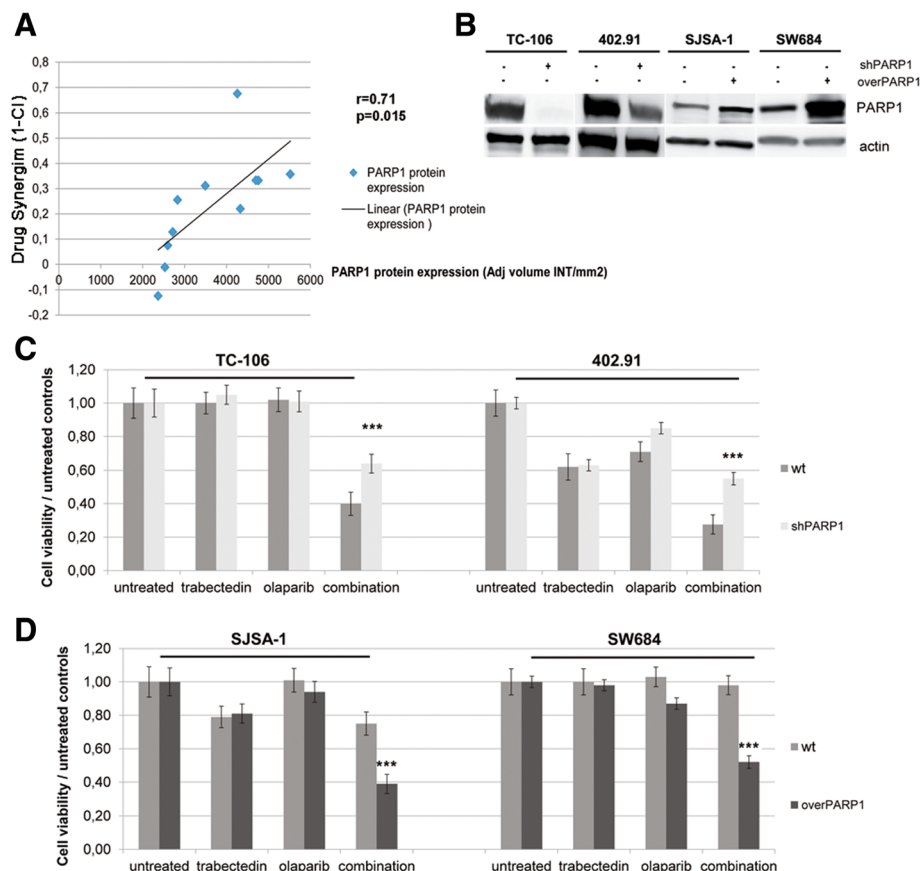 A
0,8
0,7
0,6
0,5
0,4
0,3
0,2
0,1
0
-0,1
-0,2
Drug Synergim (1-CI)
0 1000 2000 3000 4000 5000 6000
PARP1 protein expression (Adj volume INT/mm2)
r=0.71
p=0.015
PARP1 protein
expression
Linear (PARP1 protein
expression )
B
TC-106 402.91 SJSA-1 SW684
- + - + shPARP1
- - - - - + - + overPARP1
PARP1
actin
C
TC-106 402.91
1,20
1,00
0,80
0,60
0,40
0,20
0,00
Cell viability / untreated controls
*** ***
untreated trabectedin olaparib combination untreated trabectedin olaparib combination
wt
shPARP1
D
SJSA-1 SW684
1,20
1,00
0,80
0,60
0,40
0,20
0,00
Cell viability / untreated controls
*** ***
untreated trabectedin olaparib combination untreated trabectedin olaparib combination
wt
overPARP1